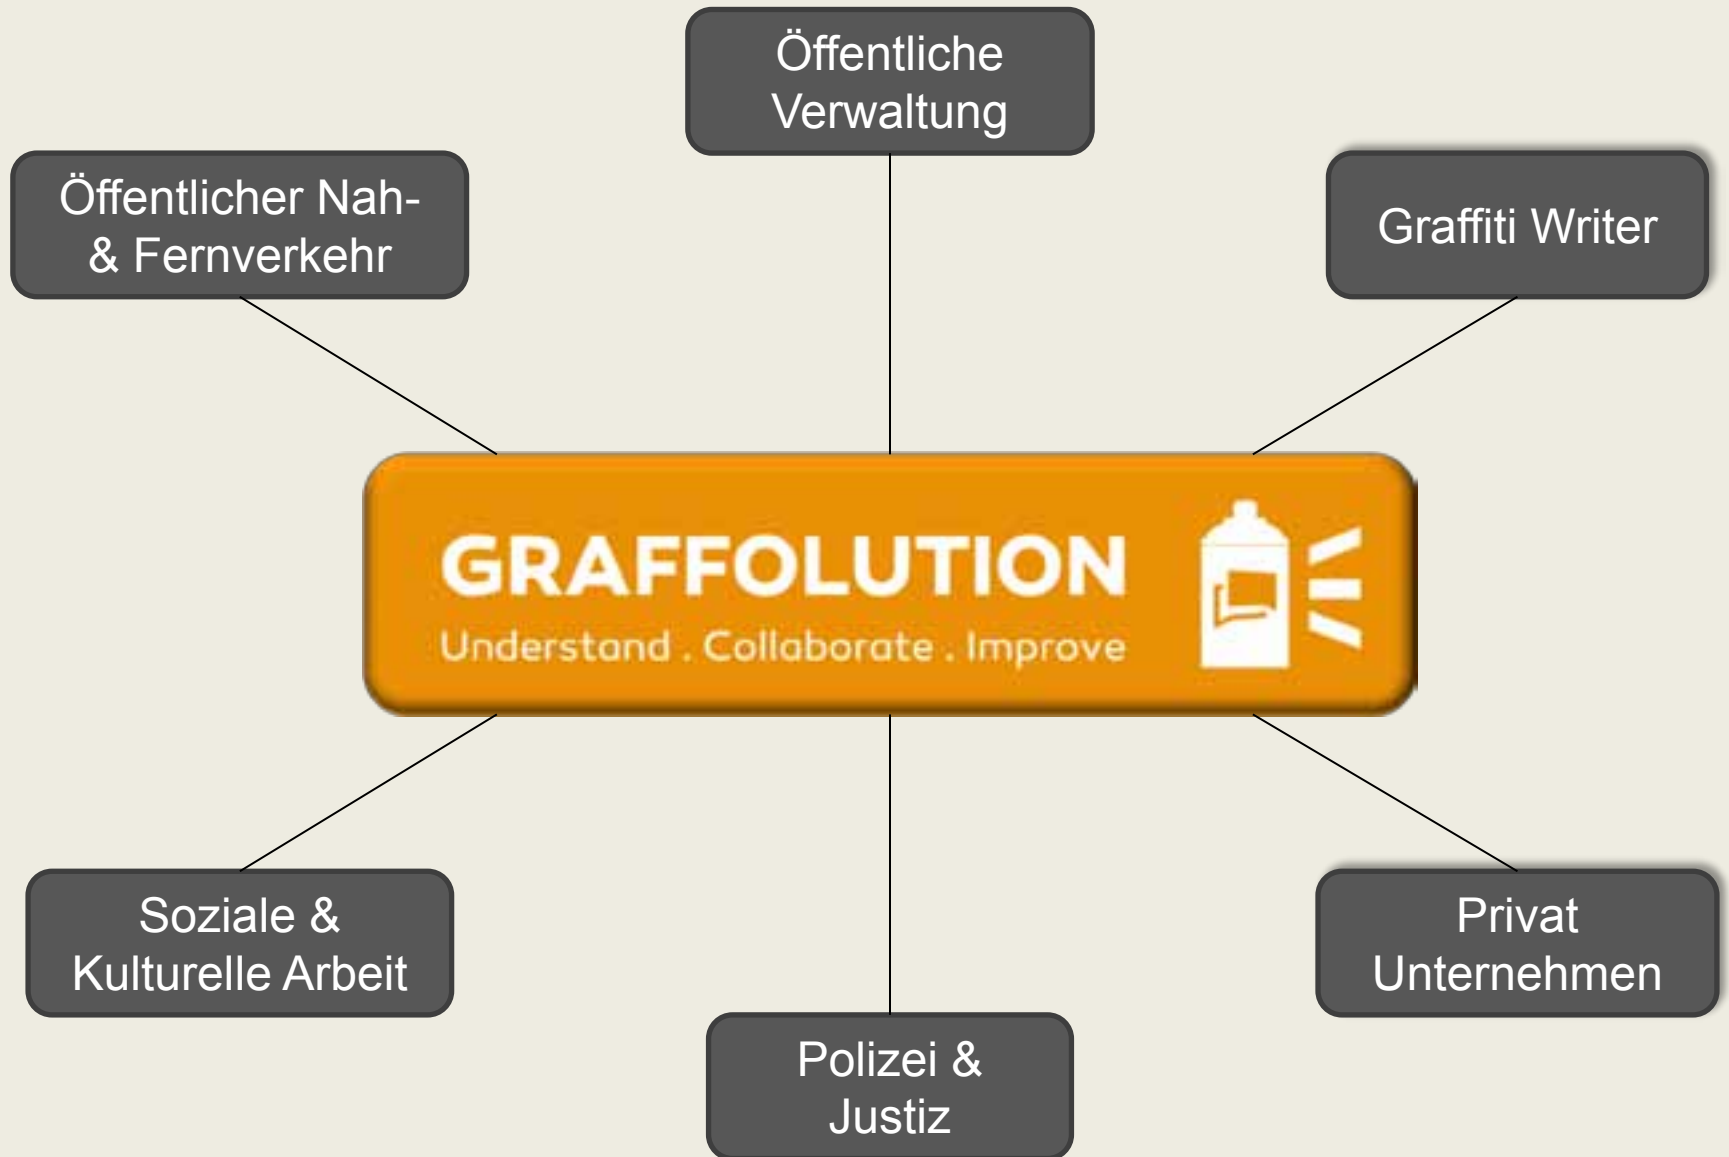 Öffentliche
Verwaltung
Öffentlicher Nah-
& Fernverkehr
Graffiti Writer
GRAFFOLUTION
Understand . Collaborate . Improve
Soziale &
Kulturelle Arbeit
Privat
Unternehmen
Polizei &
Justiz